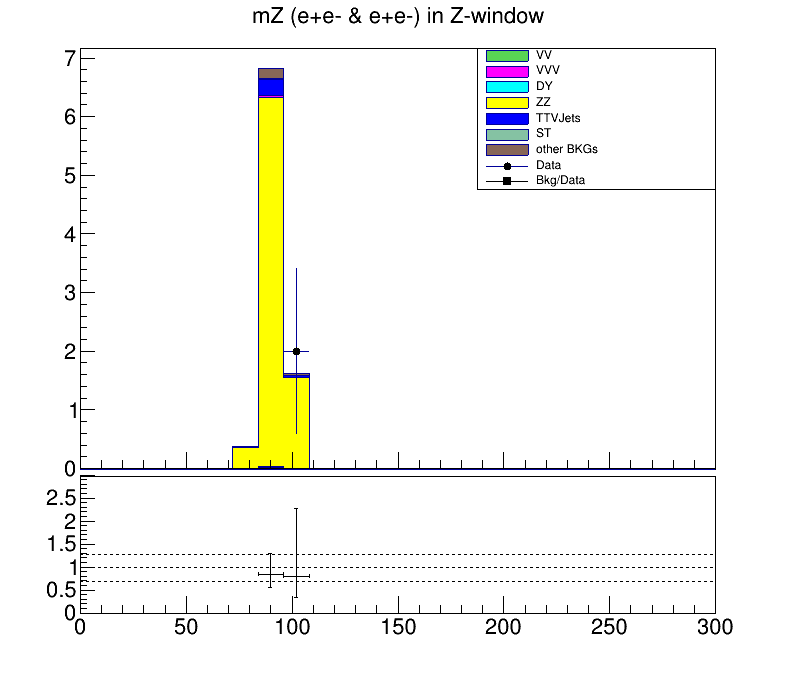 mZ (e+e- & e+e-) in Z-window
7
6
5
4
3
2
1
0
VV
VVV
DY
ZZ
TTVJets
ST
other BKGs
Data
Bkg/Data
2.5
2
1.5
1
0.5
0
0 50 100 150 200 250 300